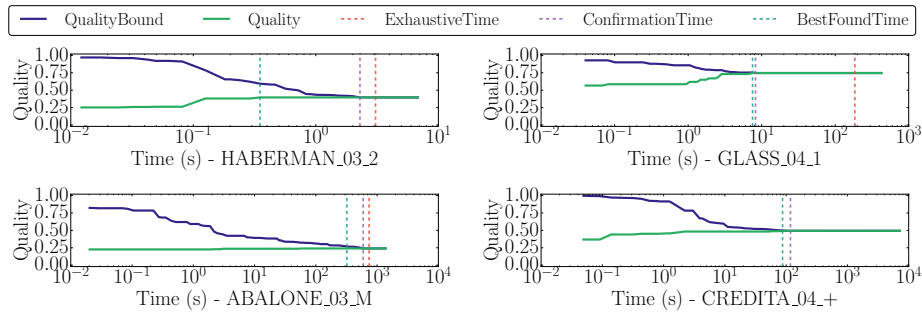 QualityBound Quality ExhaustiveTime ConfirmationTime BestFoundTime
1.00
0.75
0.50
0.25
0.00
Quality
10^-2 10^-1 10^0 10^1
Time (s) - HABERMAN_03_2
1.00
0.75
0.50
0.25
0.00
Quality
10^-2 10^-1 10^0 10^1 10^2 10^3
Time (s) - GLASS_04_1
1.00
0.75
0.50
0.25
0.00
Quality
10^-2 10^-1 10^0 10^1 10^2 10^3 10^4
Time (s) - ABALONE_03_M
1.00
0.75
0.50
0.25
0.00
Quality
10^-2 10^-1 10^0 10^1 10^2 10^3 10^4
Time (s) - CREDITA_04_+